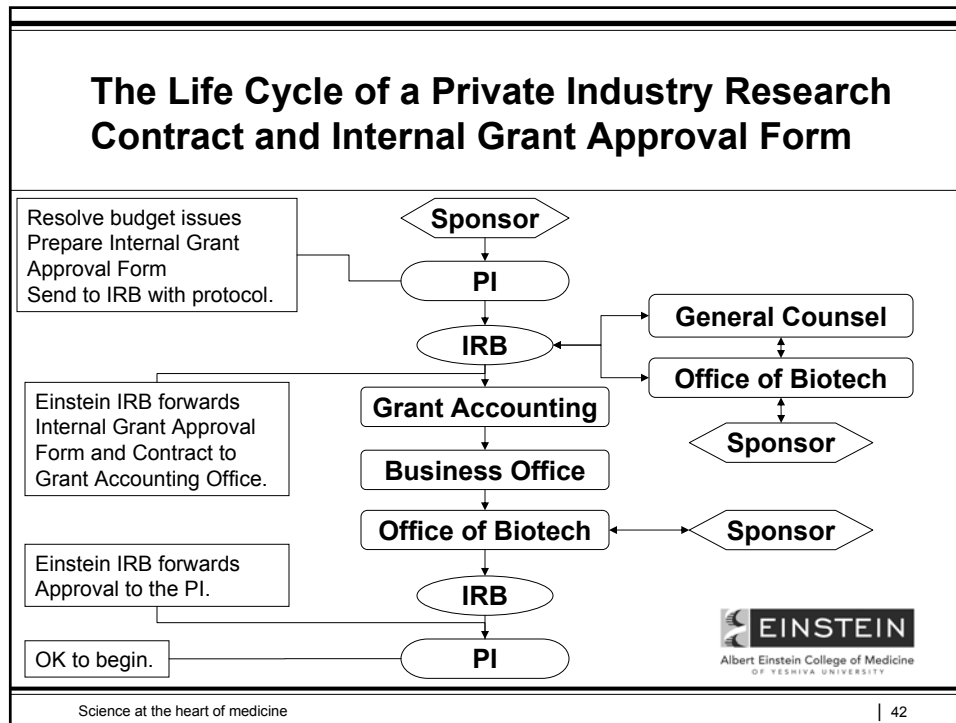 The Life Cycle of a Private Industry Research
Contract and Internal Grant Approval Form
Resolve budget issues
Prepare Internal Grant
Approval Form
Send to IRB with protocol.
Sponsor
PI
IRB
General Counsel
Office of Biotech
Sponsor
Einstein IRB forwards
Internal Grant Approval
Form and Contract to
Grant Accounting Office.
Grant Accounting
Business Office
Office of Biotech
Sponsor
Einstein IRB forwards
Approval to the PI.
IRB
OK to begin.
PI
EINSTEIN
Albert Einstein College of Medicine
OF YESHIVA UNIVERSITY
Science at the heart of medicine
42